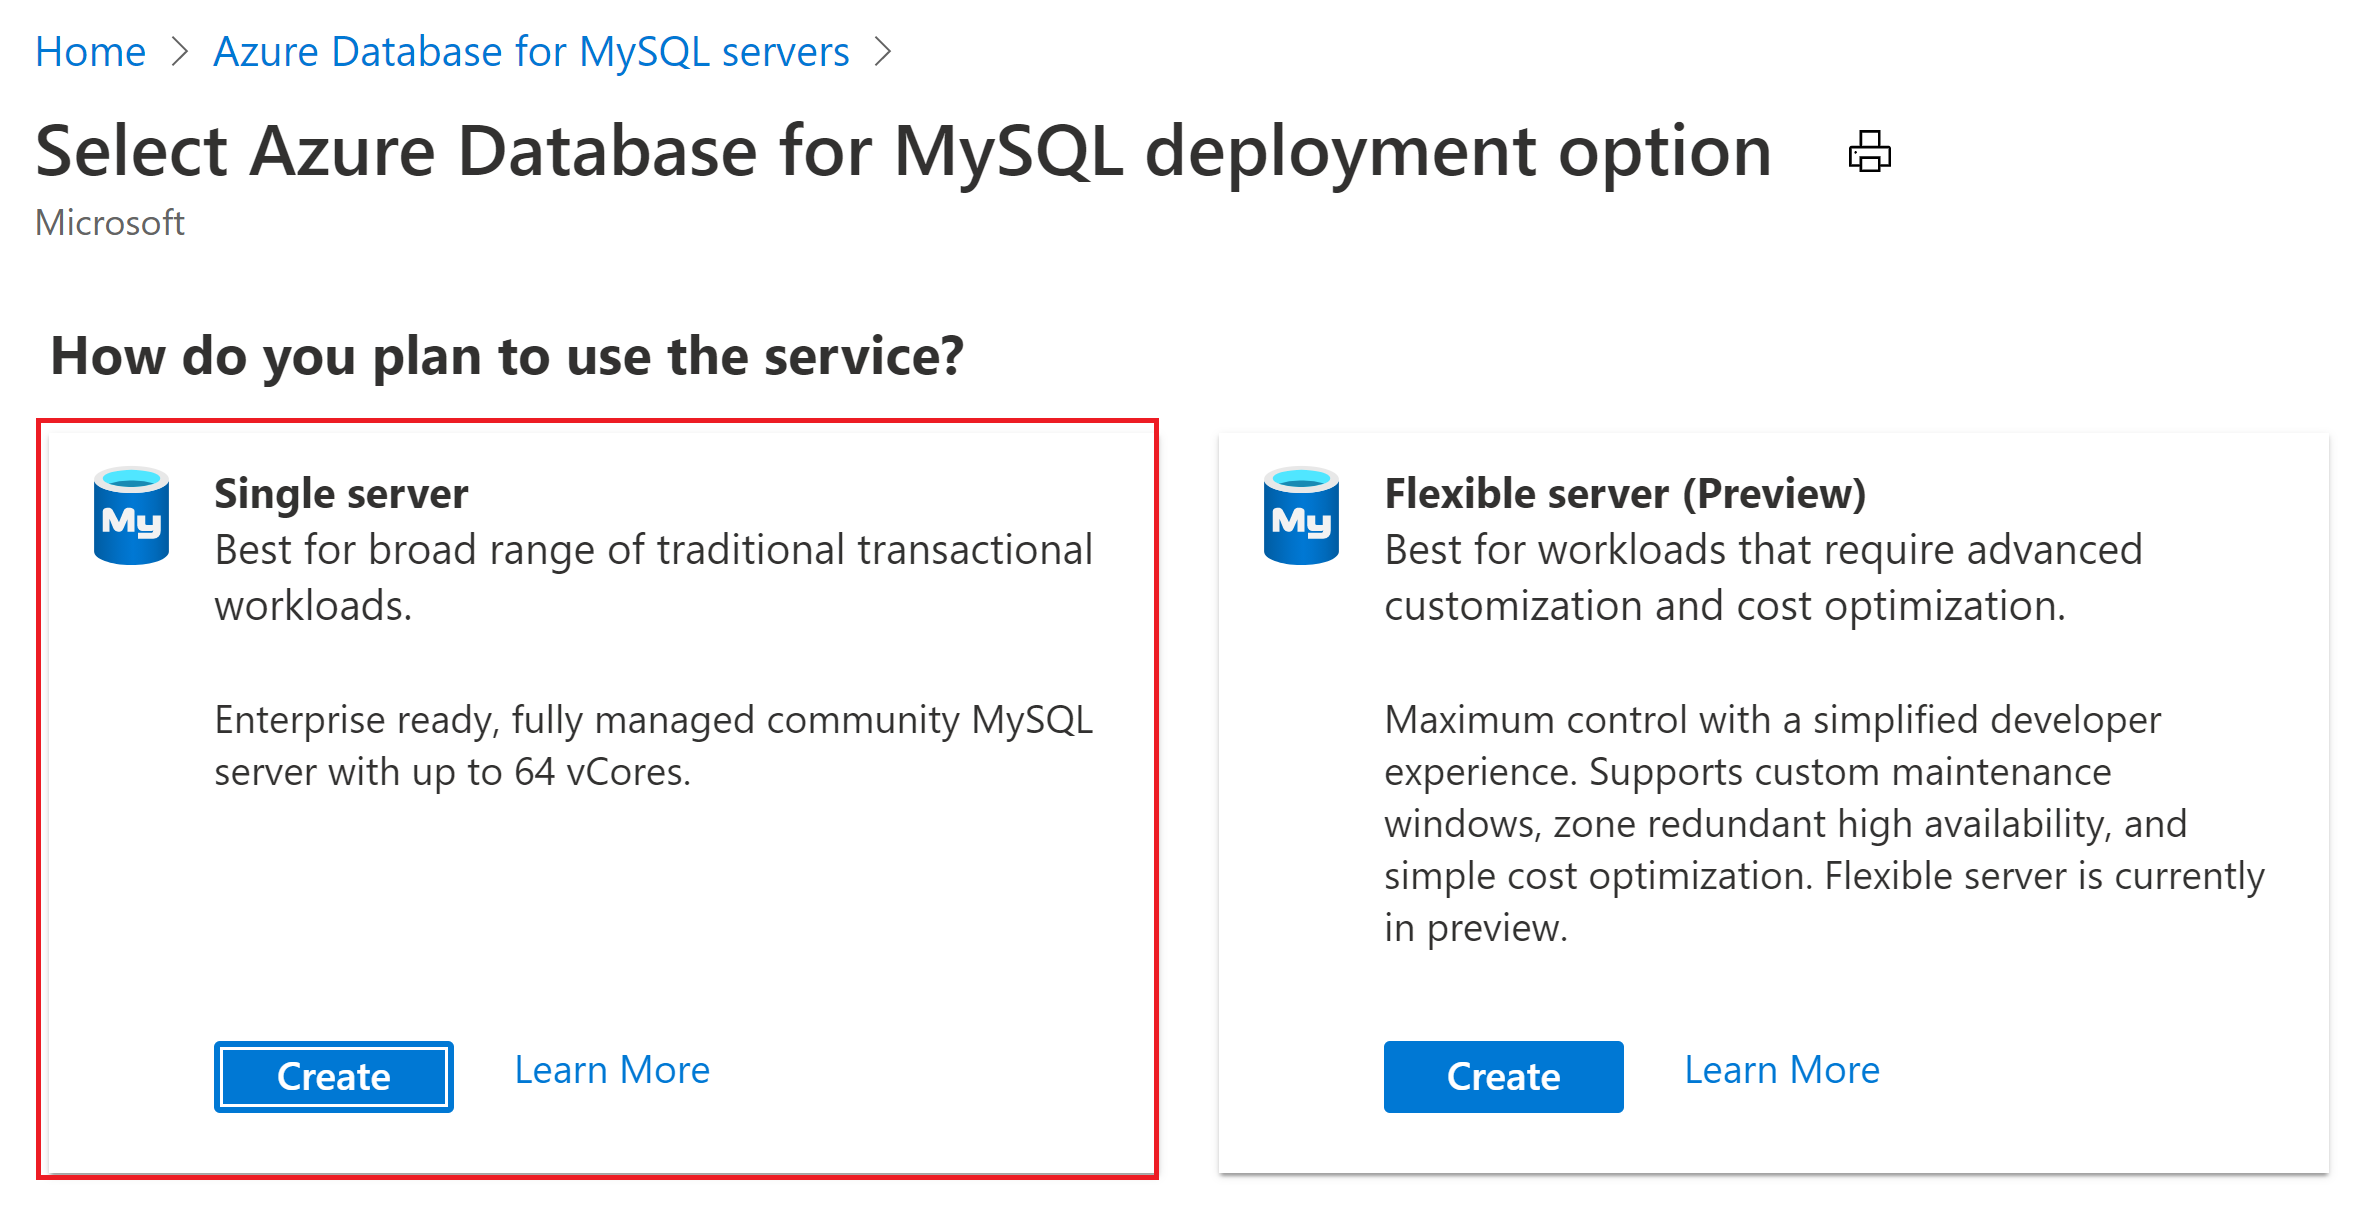 Home > Azure Database for MySQL servers >
Select Azure Database for MySQL deployment option
Microsoft
How do you plan to use the service?
My
Single server
Best for broad range of traditional transactional
workloads.
Enterprise ready, fully managed community MySQL
server with up to 64 vCores.
Create
Learn More
My
Flexible server (Preview)
Best for workloads that require advanced
customization and cost optimization.
Maximum control with a simplified developer
experience. Supports custom maintenance
windows, zone redundant high availability, and
simple cost optimization. Flexible server is currently
in preview.
Create
Learn More